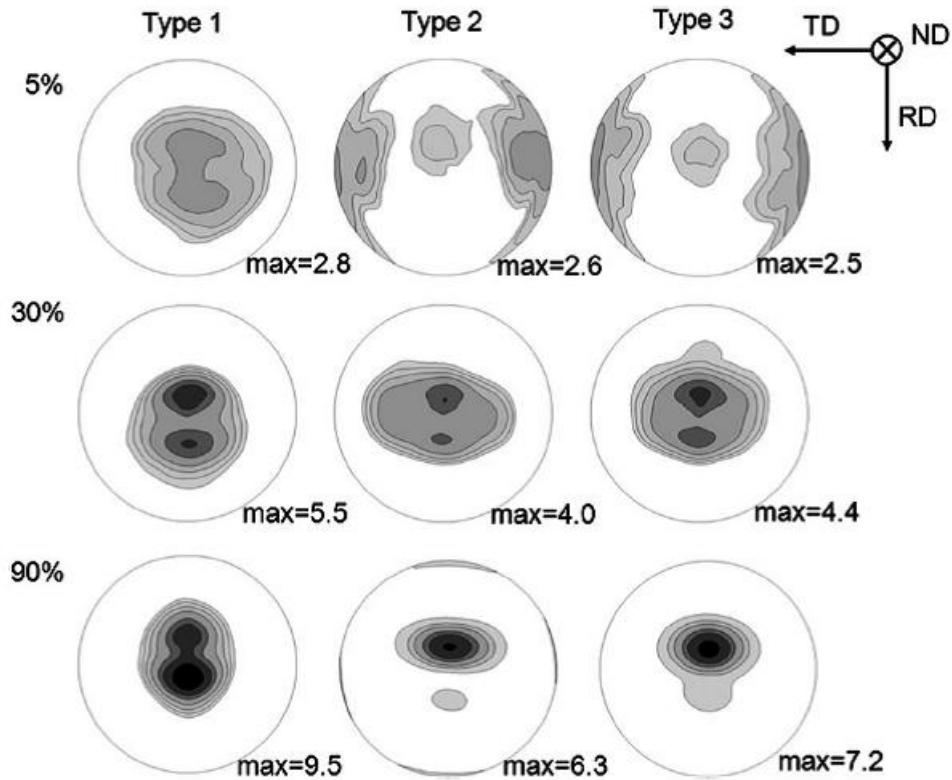 Type 1 Type 2 Type 3
TD ND
RD
5%
max=2.8 max=2.6 max=2.5
30%
max=5.5 max=4.0 max=4.4
90%
max=9.5 max=6.3 max=7.2